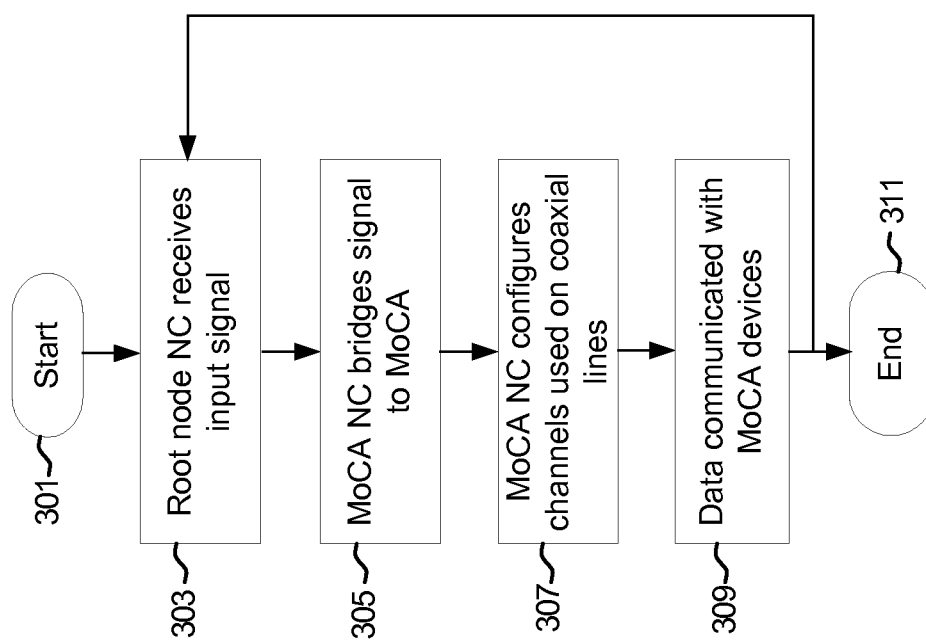 301
Start
303
Root node NC receives
input signal
305
MoCA NC bridges signal
to MoCA
307
MoCA NC configures
channels used on coaxial
lines
309
Data communicated with
MoCA devices
End
311